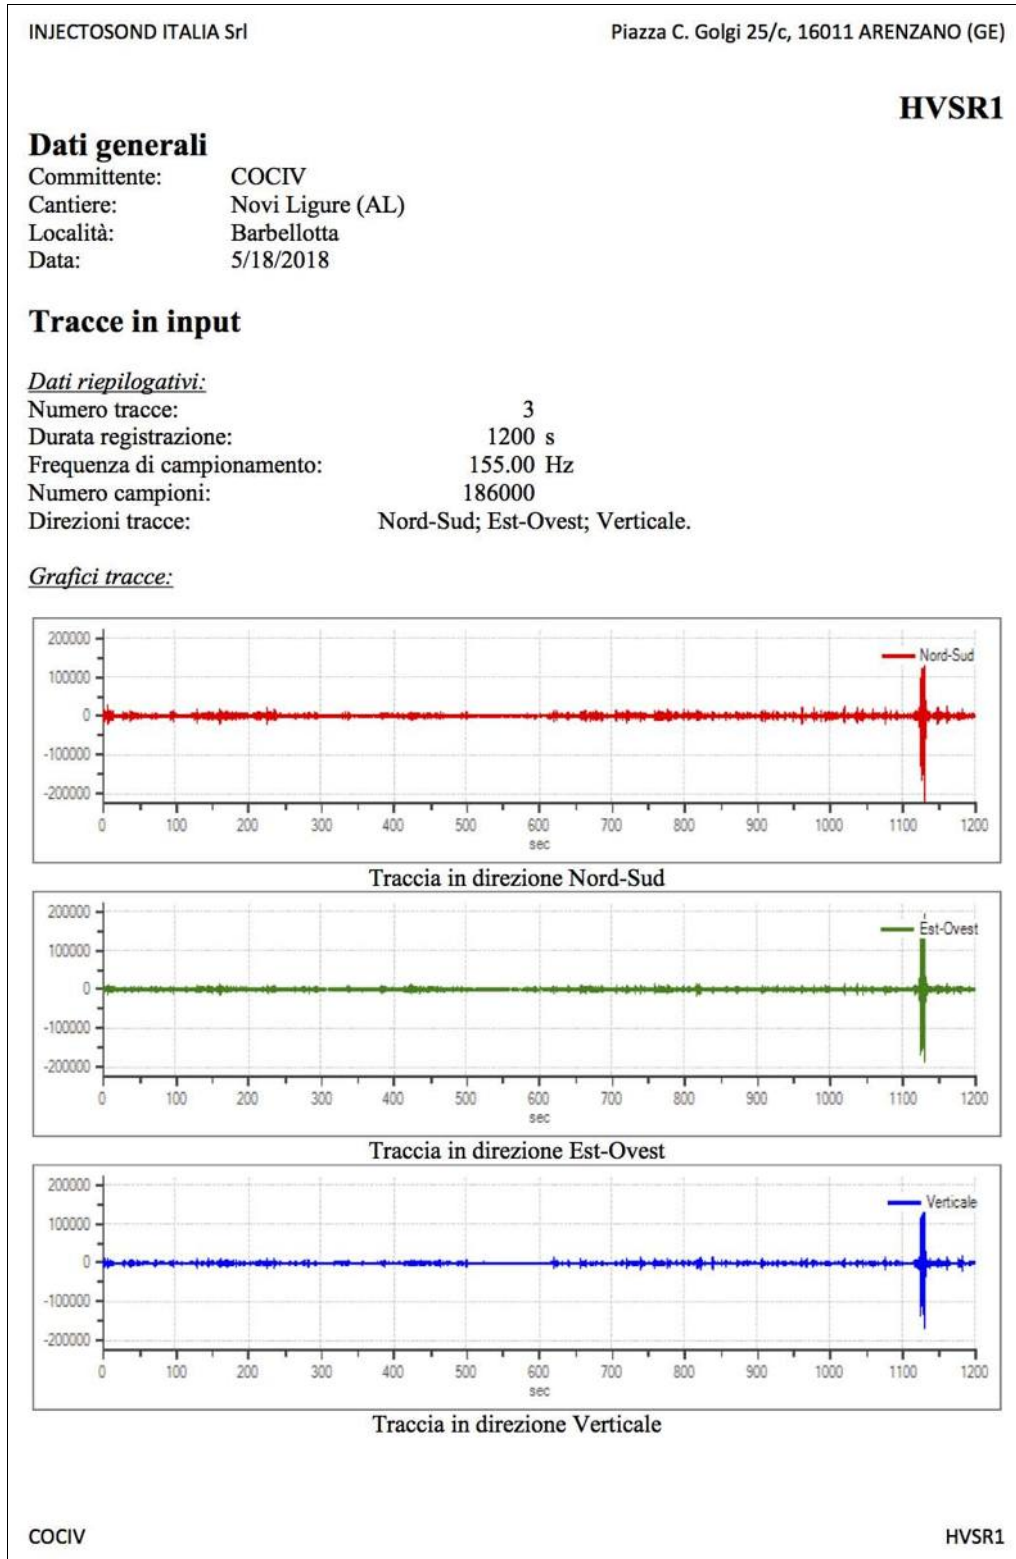 INJECTOSOND ITALIA Srl Piazza C. Golgi 25/c, 16011 ARENZANO (GE)
HVSR1
Dati generali
Committente: COCIV
Cantiere: Novi Ligure (AL)
Località: Barbellotta
Data: 5/18/2018
Tracce in input
Dati riepilogativi:
Numero tracce: 3
Durata registrazione: 1200 s
Frequenza di campionamento: 155.00 Hz
Numero campioni: 186000
Direzioni tracce: Nord-Sud; Est-Ovest; Verticale.
Grafici tracce:
200000
Nord-Sud
100000
0
-100000
-200000
0 100 200 300 400 500 600 700 800 900 1000 1100 1200
sec
Traccia in direzione Nord-Sud
200000
Est-Ovest
100000
0
-100000
-200000
0 100 200 300 400 500 600 700 800 900 1000 1100 1200
sec
Traccia in direzione Est-Ovest
200000
Verticale
100000
0
-100000
-200000
0 100 200 300 400 500 600 700 800 900 1000 1100 1200
sec
Traccia in direzione Verticale
COCIV HVSR1